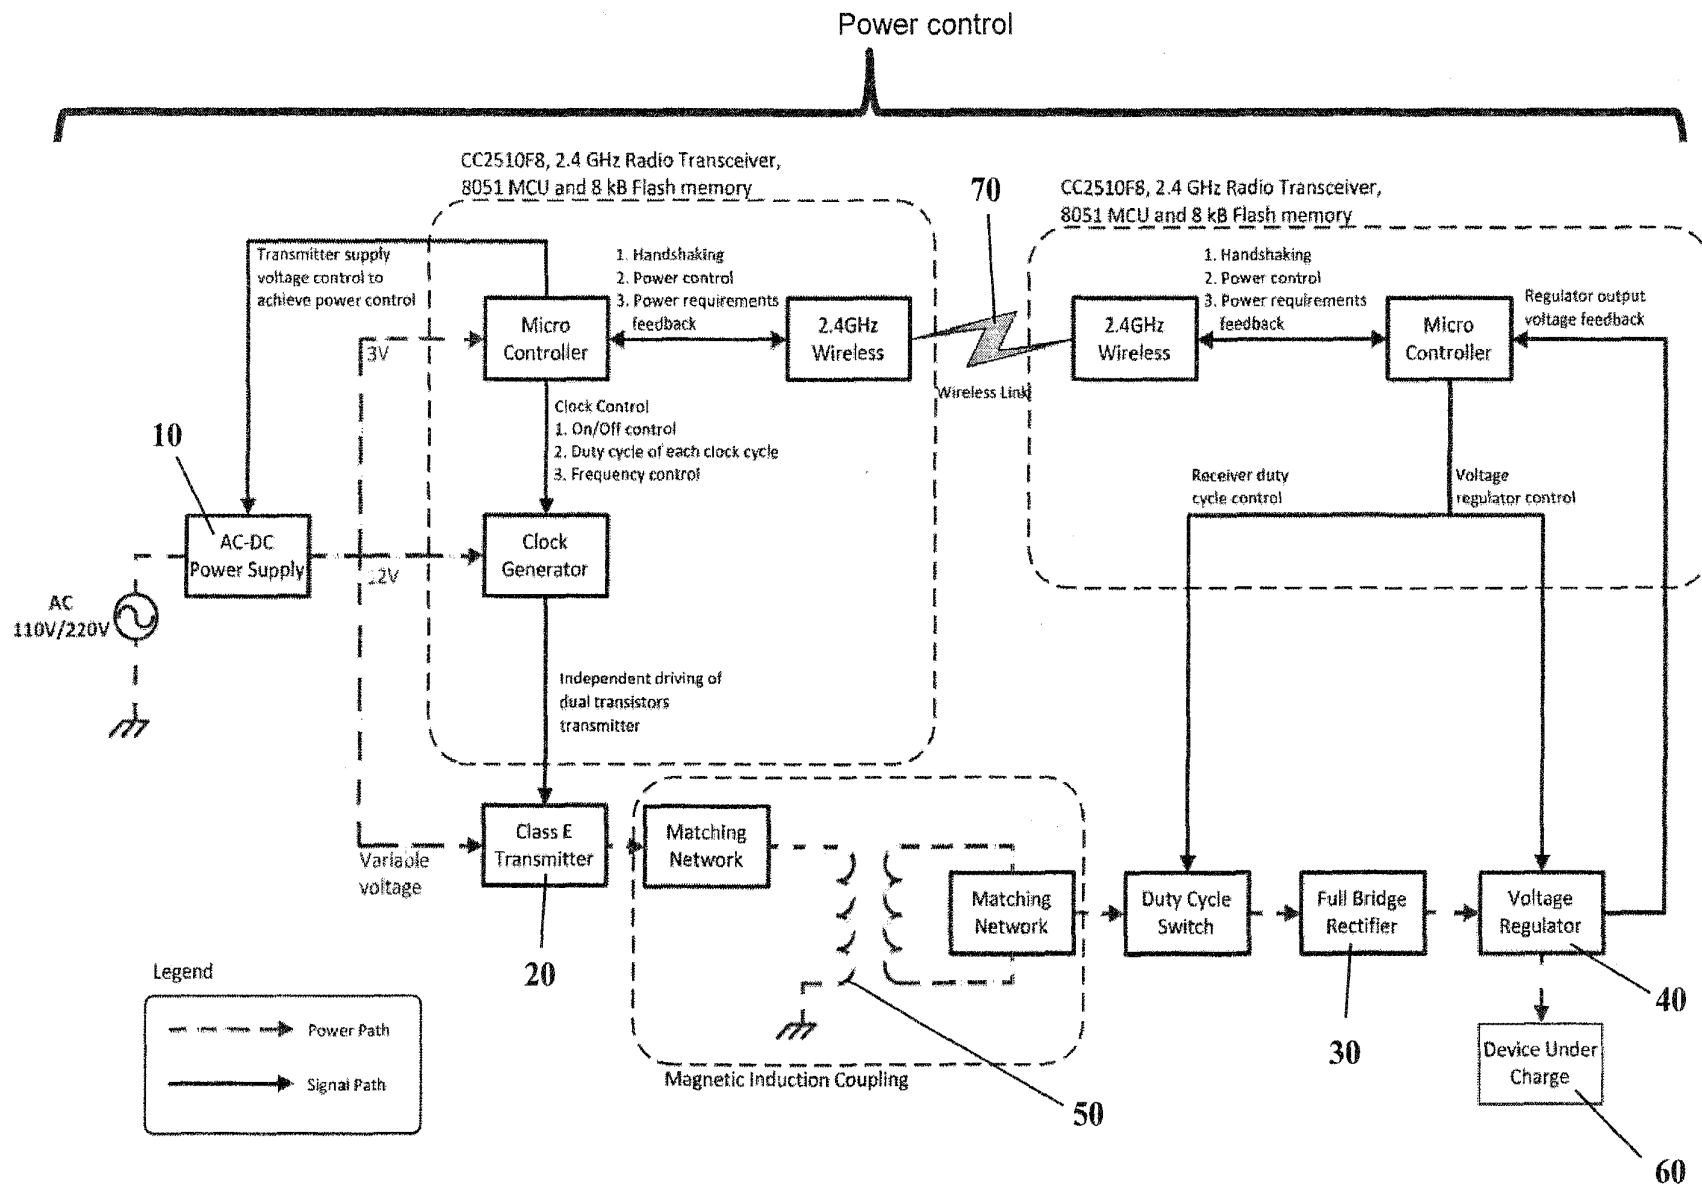 Power control
CC2510F8, 2.4 GHz Radio Transceiver,
8051 MCU and 8 kB Flash memory
70
CC2510F8, 2.4 GHz Radio Transceiver,
8051 MCU and 8 kB Flash memory
Transmitter supply
voltage control to
achieve power control
1. Handshaking
2. Power control
3. Power requirements
feedback
1. Handshaking
2. Power control
3. Power requirements
feedback
Regulator output
voltage feedback
3V
Micro
Controller
2.4GHz
Wireless
Wireless Link
2.4GHz
Wireless
Micro
Controller
Clock Control
1. On/Off control
2. Duty cycle of each clock cycle
3. Frequency control
10
Receiver duty
cycle control
Voltage
regulator control
AC-DC
Power Supply
12V
Clock
Generator
AC
110V/220V
Independent driving of
dual transistors
transmitter
Variable
voltage
Class E
Transmitter
Matching
Network
Matching
Network
Duty Cycle
Switch
Full Bridge
Rectifier
Voltage
Regulator
20
30
40
Magnetic Induction Coupling
50
Device Under
Charge
60
Legend
Power Path
Signal Path